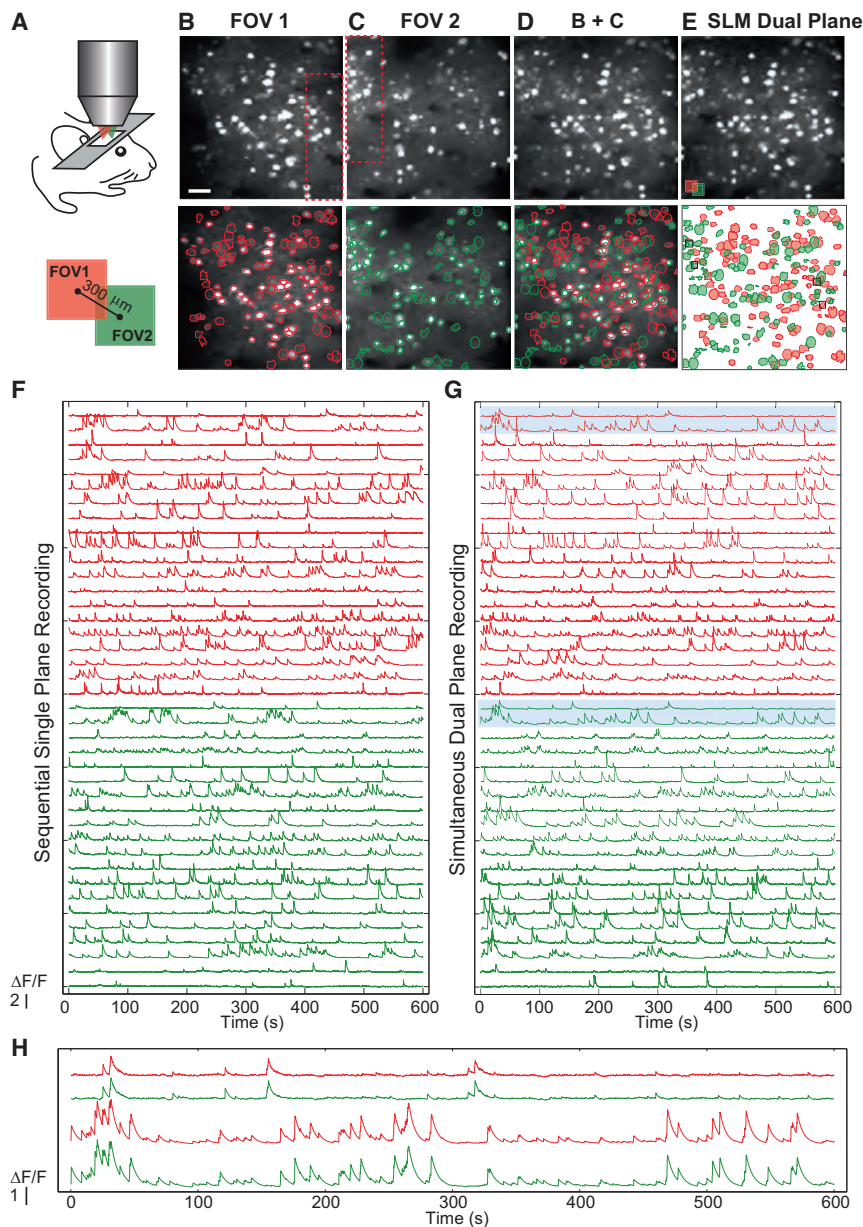 A
B FOV 1
C FOV 2
D B + C
E SLM Dual Plane
FOV1
300 μm
FOV2
F
Sequential Single Plane Recording
ΔF/F
2
0 100 200 300 400 500 600
Time (s)
G
Simultaneous Dual Plane Recording
0 100 200 300 400 500 600
Time (s)
H
ΔF/F
1
0 100 200 300 400 500 600
Time (s)